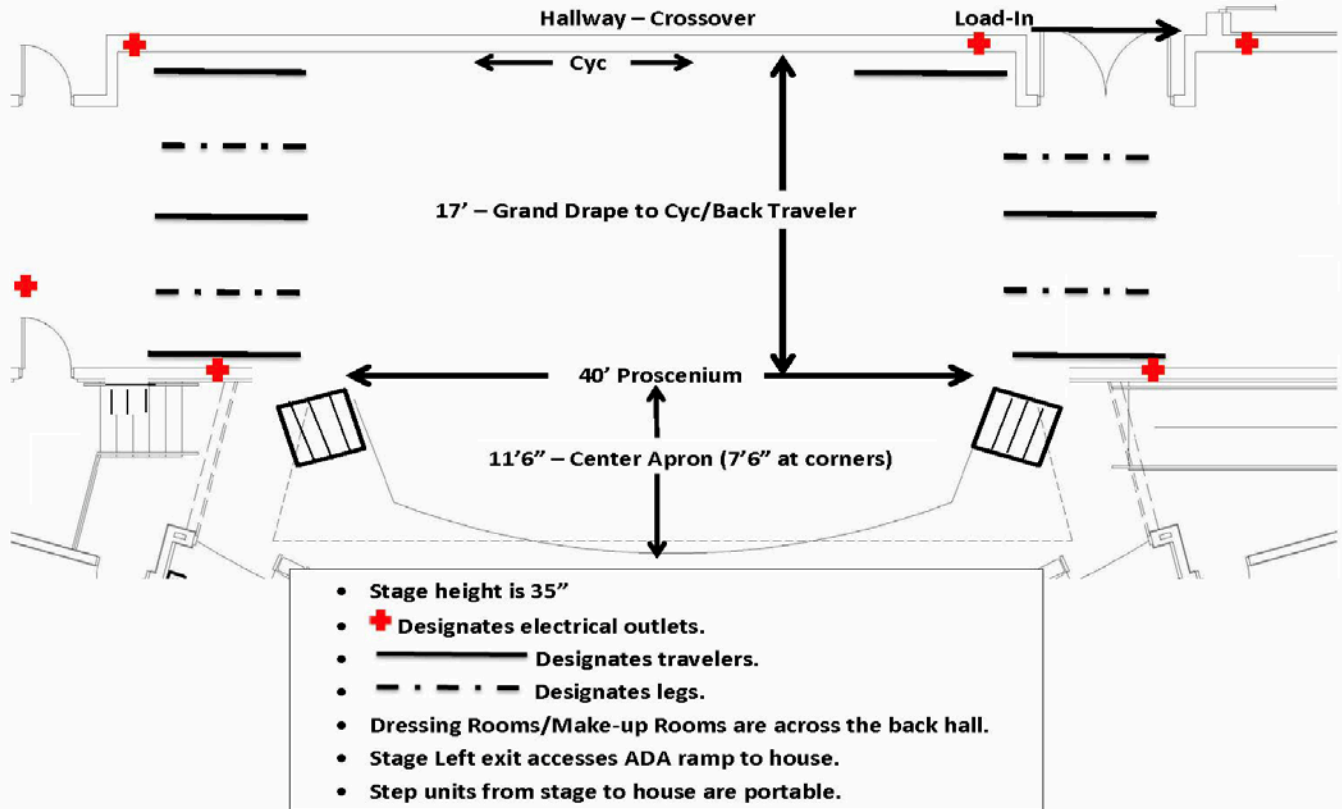 Hallway – Crossover
Load-In
Cyc
17’ – Grand Drape to Cyc/Back Traveler
40’ Proscenium
11’6” – Center Apron (7’6” at corners)
• Stage height is 35”
• Designates electrical outlets.
• Designates travelers.
• Designates legs.
• Dressing Rooms/Make-up Rooms are across the back hall.
• Stage Left exit accesses ADA ramp to house.
• Step units from stage to house are portable.